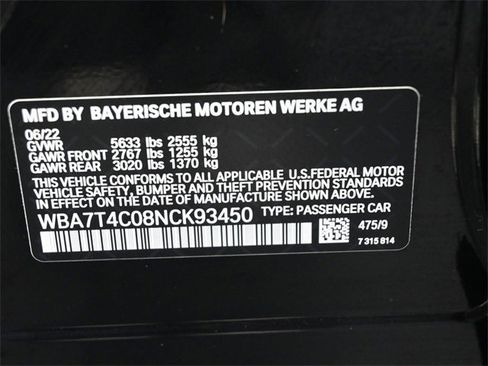 MFD BY BAYERISCHE MOTOREN WERKE AG
06/22
GVWR 5633 lbs 2555 kg
GAWR FRONT 2767 lbs 1255 kg
GAWR REAR 3020 lbs 1370 kg
THIS CONFORMS TO ALL APPLICABLE U.S.FEDERAL MOTOR
VEHICLE SAFETY, BUMPER AND THEFT PREVENTION STANDARDS
IN EFFECT ON THE DATE OF MANUFACTURE SHOWN ABOVE.
WBA7T4C08NCK93450 TYPE: PASSENGER CAR
475/9
7 315 814